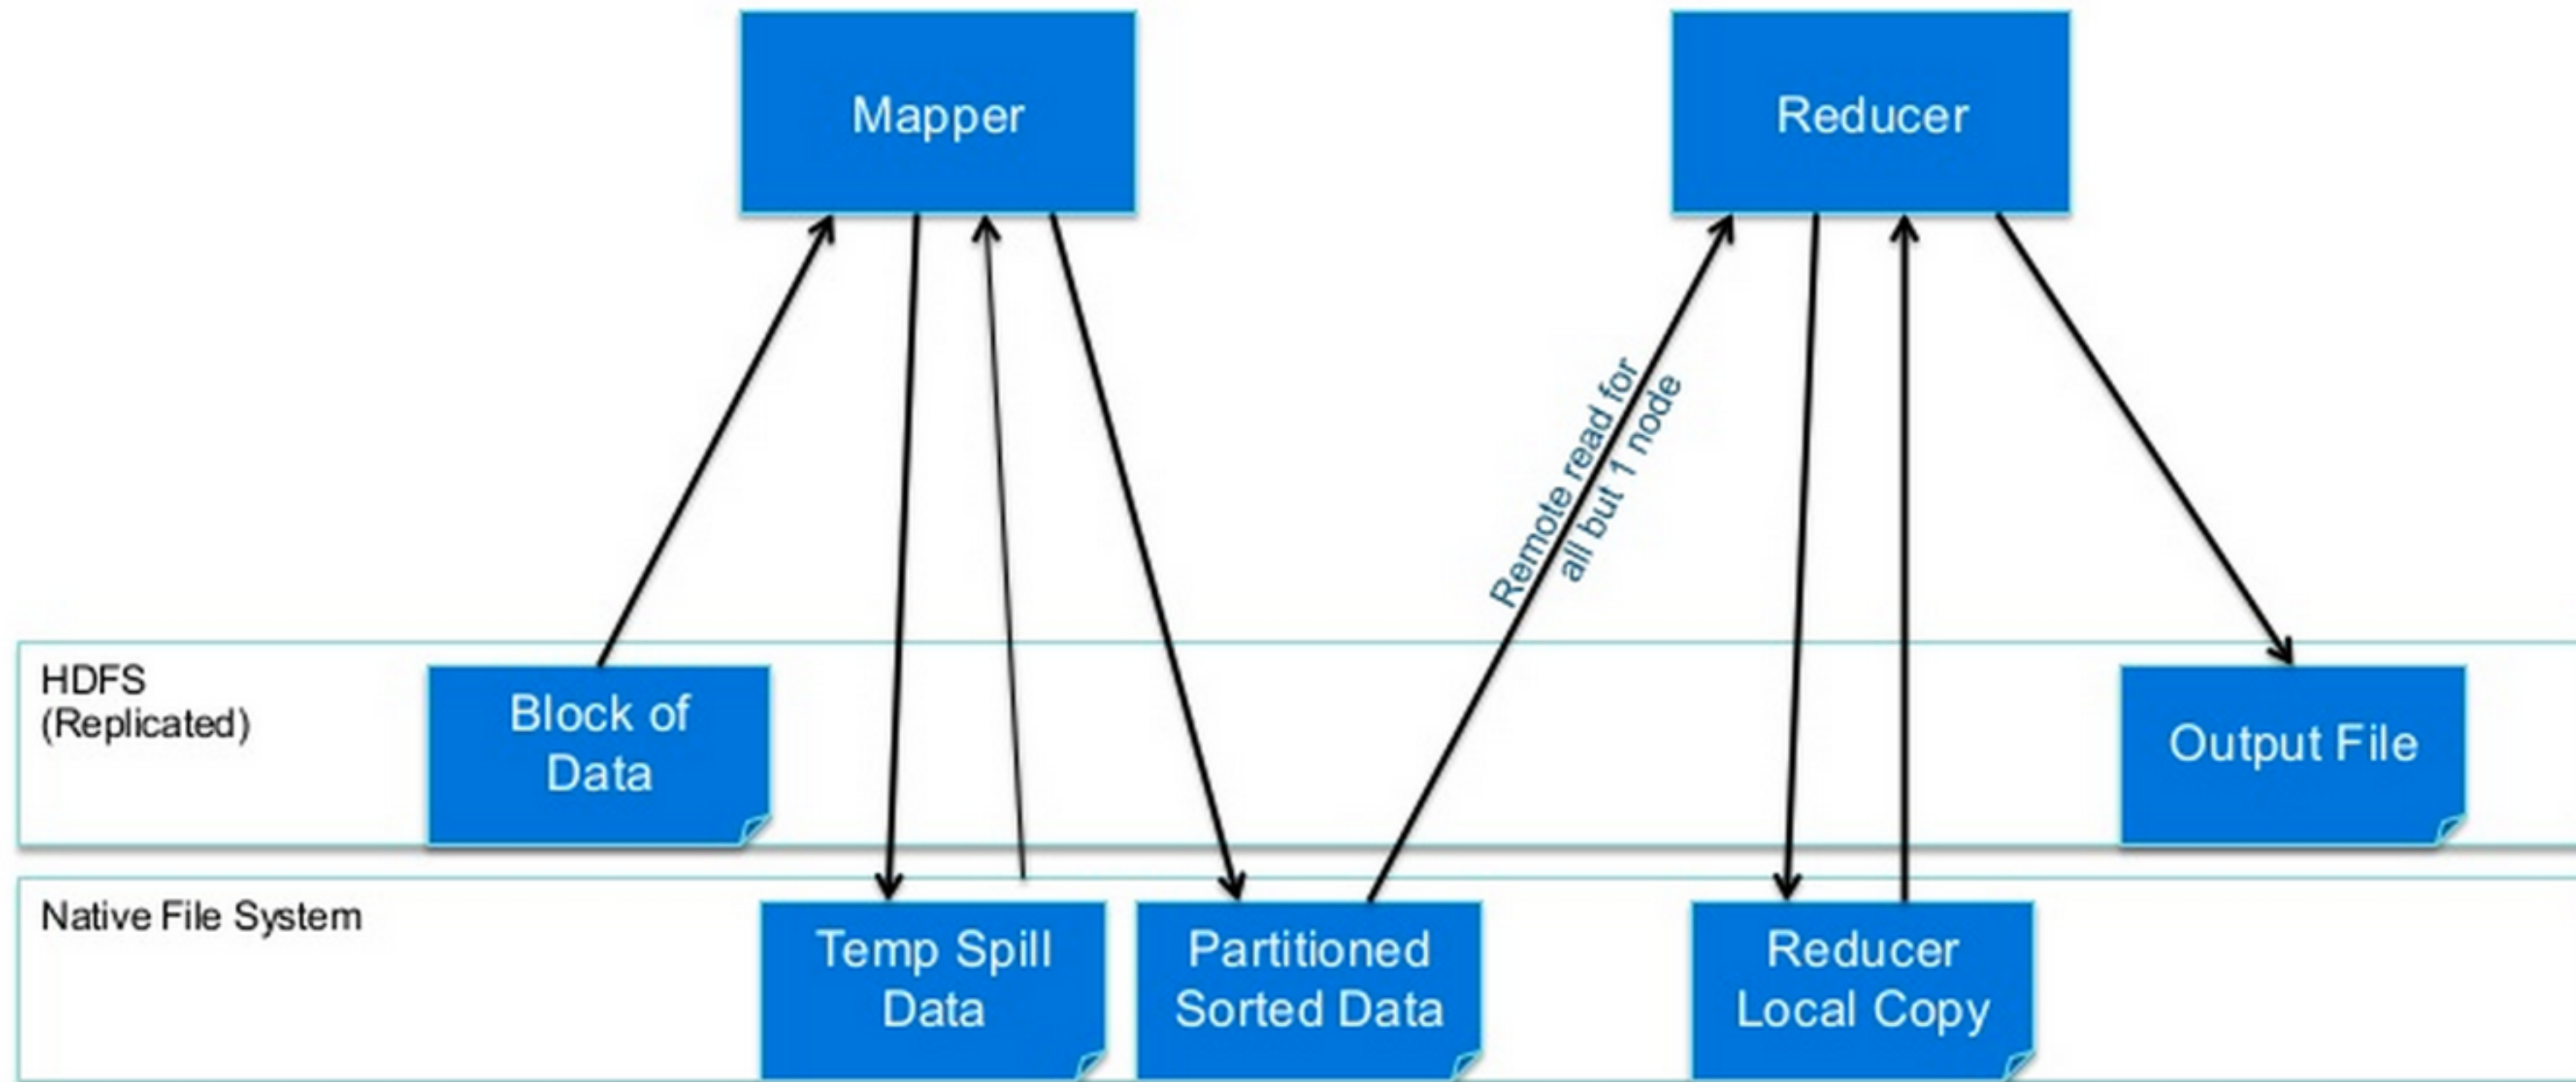 Mapper
Reducer
Remote read for
all but 1 node
HDFS
(Replicated)
Block of
Data
Output File
Native File System
Temp Spill
Data
Partitioned
Sorted Data
Reducer
Local Copy